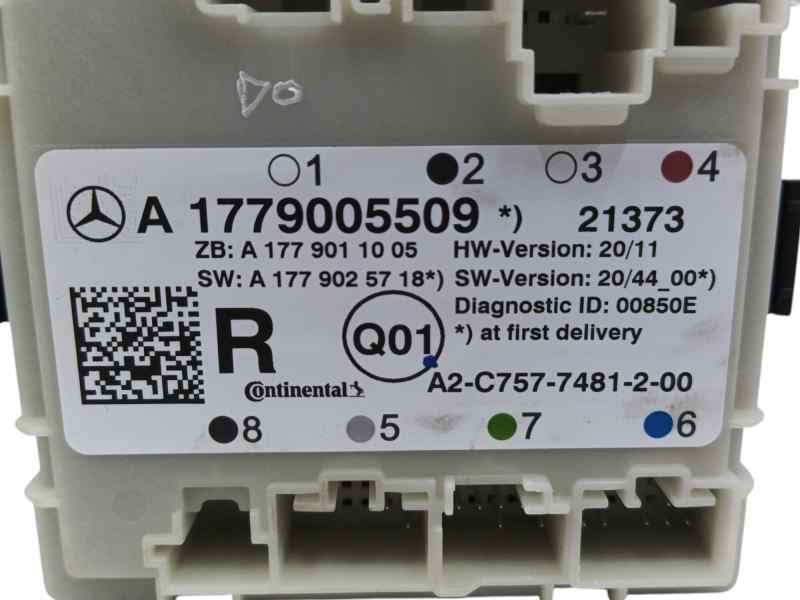 DO
1 2 3 4
A 1779005509 *) 21373
ZB: A 177 901 10 05 HW-Version: 20/11
SW: A 177 902 57 18*) SW-Version: 20/44_00*)
Diagnostic ID: 00850E
R Q01 *) at first delivery
Continental A2-C757-7481-2-00
8 5 7 6